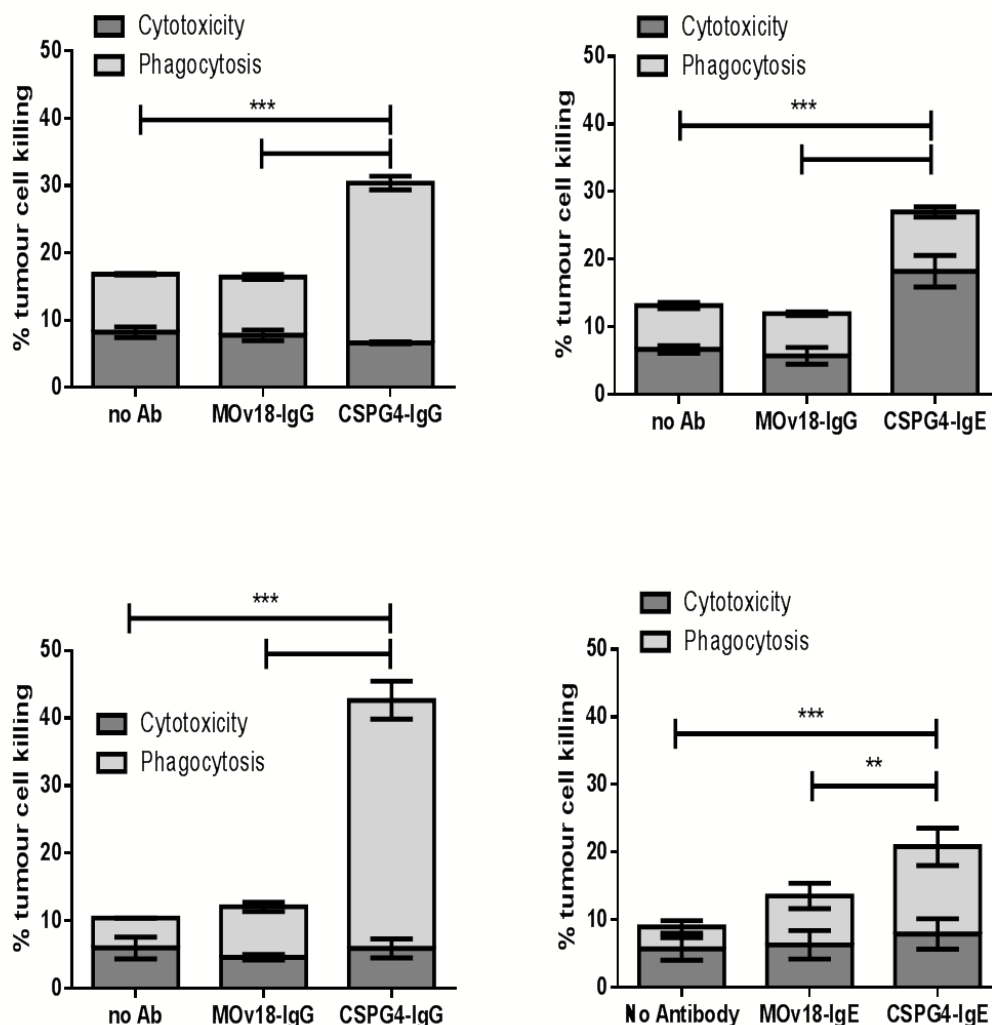 Cytotoxicity
Phagocytosis
50
40
30
20
10
0
% tumour cell killing
***
no Ab
MOv18-IgG
CSPG4-IgG
Cytotoxicity
Phagocytosis
50
40
30
20
10
0
% tumour cell killing
***
no Ab
MOv18-IgG
CSPG4-IgE
***
50
40
30
20
10
0
% tumour cell killing
Cytotoxicity
Phagocytosis
no Ab
MOv18-IgG
CSPG4-IgG
Cytotoxicity
Phagocytosis
50
40
30
20
10
0
% tumour cell killing
***
**
No Antibody
MOv18-IgE
CSPG4-IgE